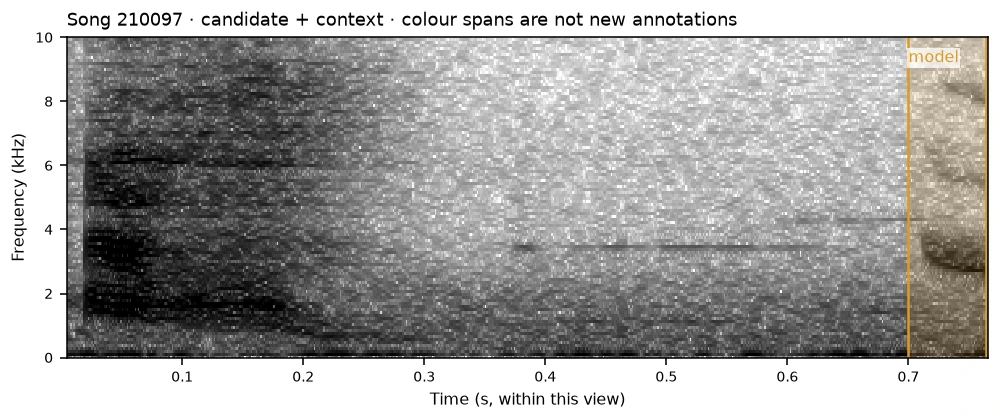 Song 210097 · candidate + context · colour spans are not new annotations
model
10
8
6
4
2
0
Frequency (kHz)
0.1 0.2 0.3 0.4 0.5 0.6 0.7
Time (s, within this view)